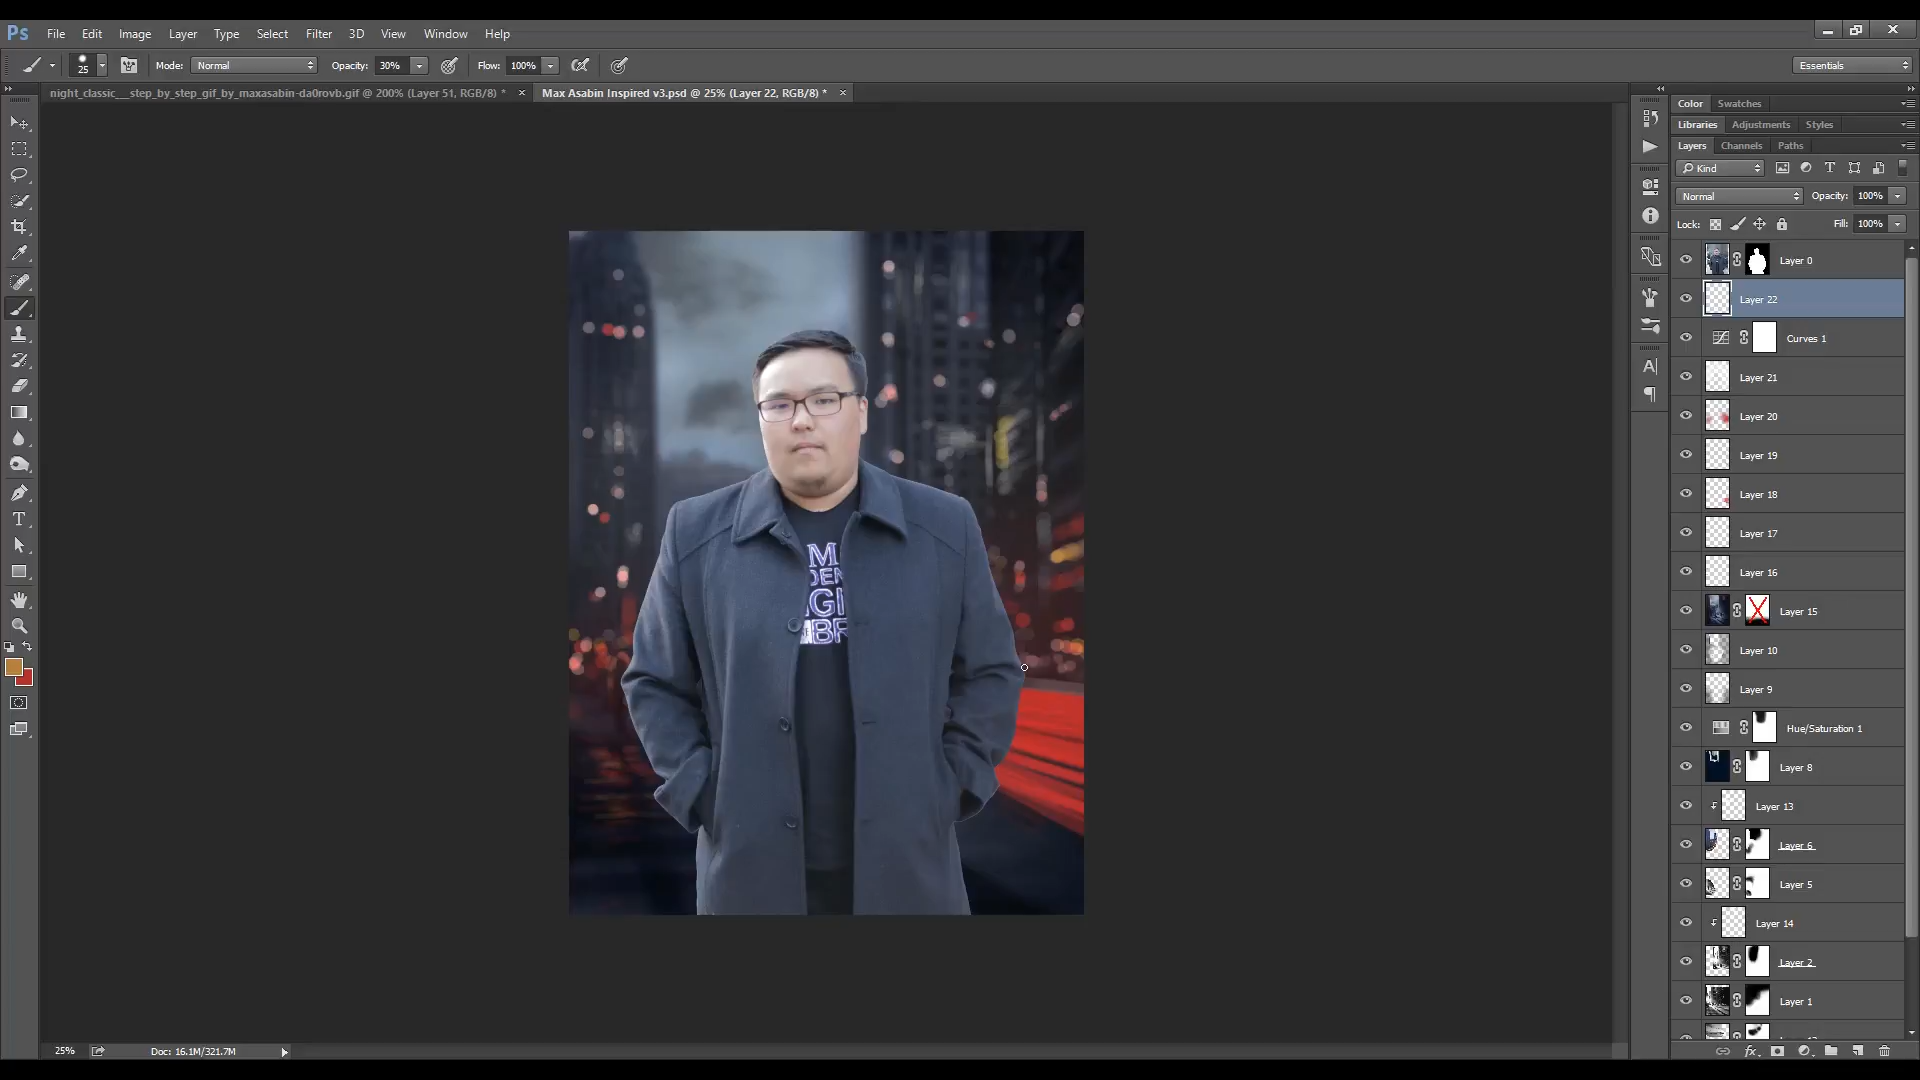 Ps File Edit Image Layer Type Select Filter 3D View Window Help
25 Mode: Normal Opacity: 30% Flow: 100% Essentials
night_classic__step_by_step_gif_by_maxasabin-da0rovb.gif @ 200% (Layer 51, RGB/8) * × Max Asabin Inspired v3.psd @ 25% (Layer 22, RGB/8) * ×
Color Swatches
Libraries Adjustments Styles
Layers Channels Paths
Kind
Normal Opacity: 100%
Lock: Fill: 100%
Layer 0
Layer 22
Curves 1
Layer 21
Layer 20
Layer 19
Layer 18
Layer 17
Layer 16
Layer 15
Layer 10
Layer 9
Hue/Saturation 1
Layer 8
Layer 13
Layer 6
Layer 5
Layer 14
Layer 2
Layer 1
25% Doc: 16.1M/321.7M